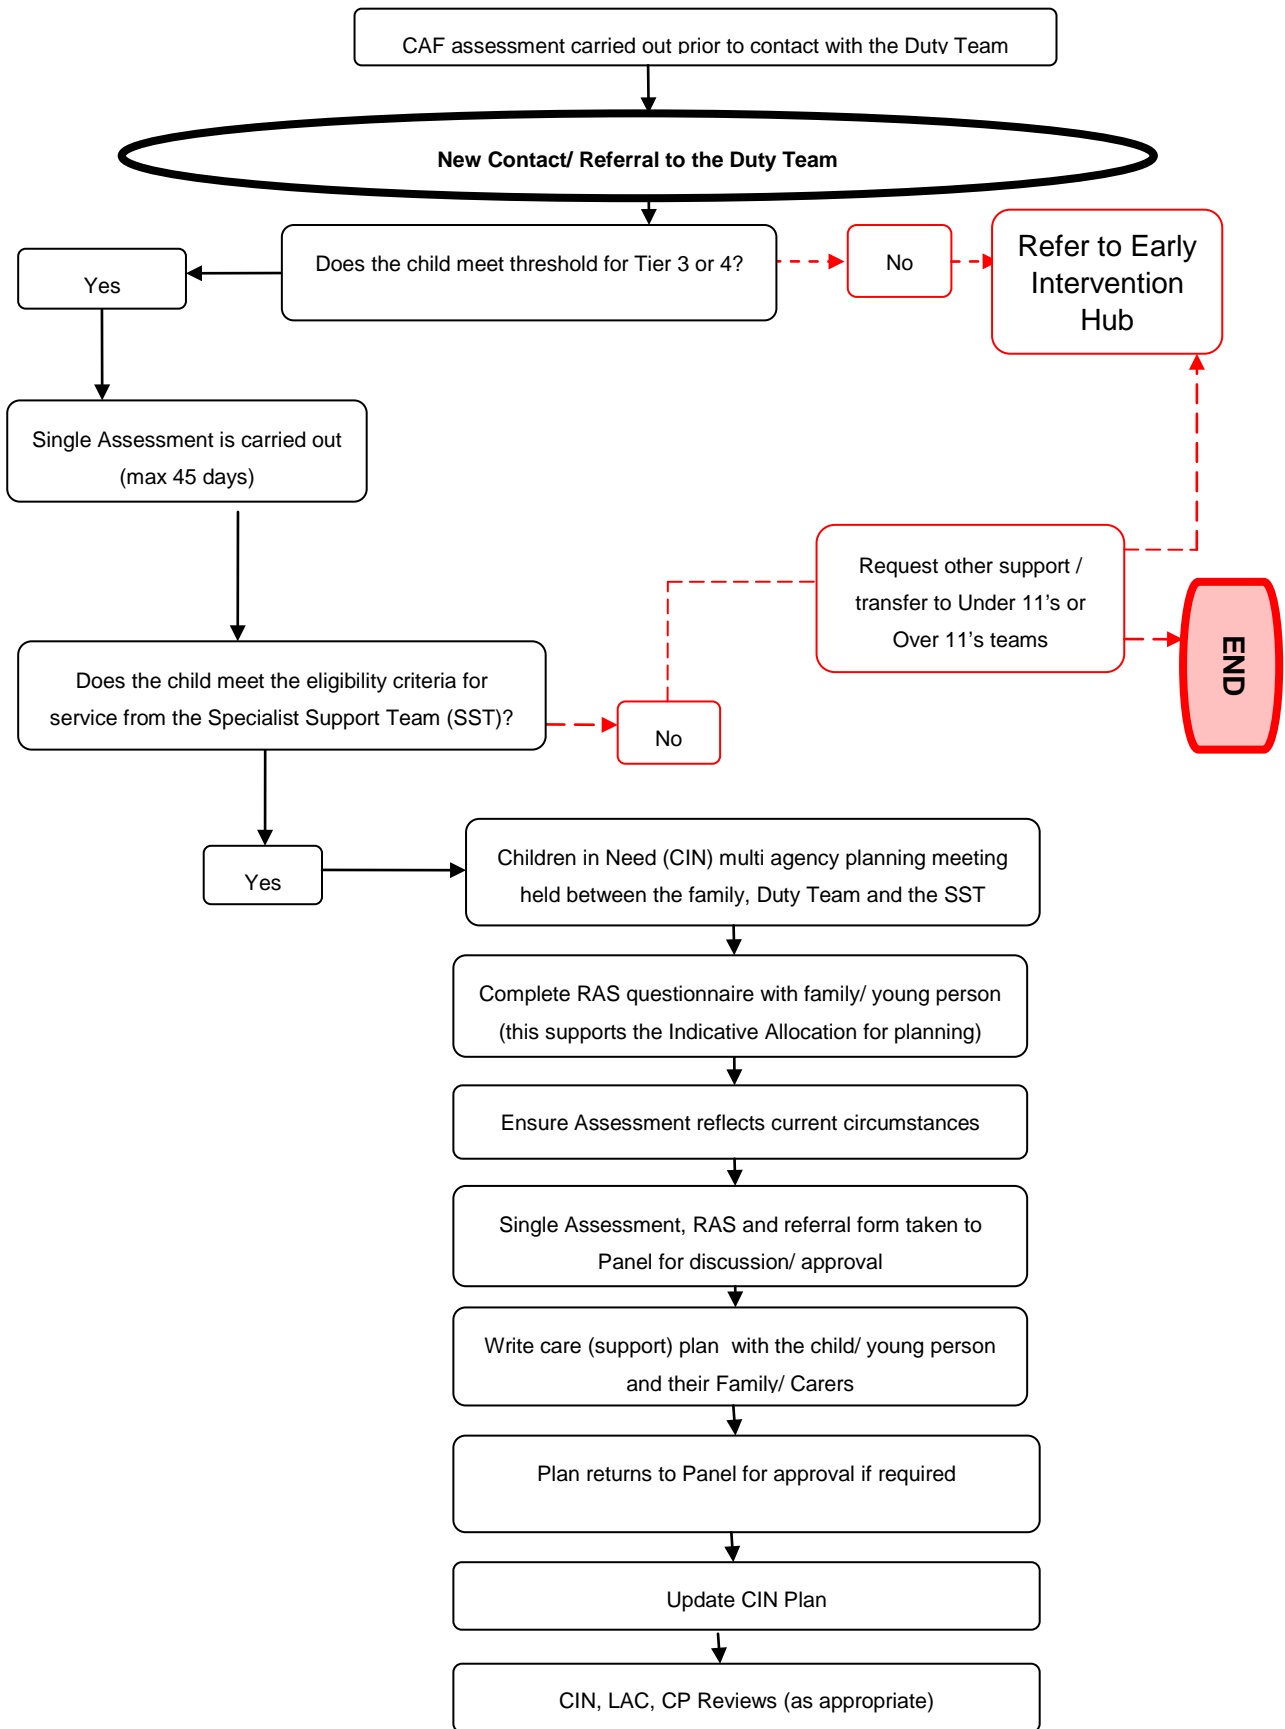 CAF assessment carried out prior to contact with the Duty Team
New Contact/ Referral to the Duty Team
Does the child meet threshold for Tier 3 or 4?
Yes
No
Refer to Early
Intervention
Hub
Single Assessment is carried out
(max 45 days)
Request other support /
transfer to Under 11's or
Over 11's teams
END
Does the child meet the eligibility criteria for
service from the Specialist Support Team (SST)?
No
Yes
Children in Need (CIN) multi agency planning meeting
held between the family, Duty Team and the SST
Complete RAS questionnaire with family/ young person
(this supports the Indicative Allocation for planning)
Ensure Assessment reflects current circumstances
Single Assessment, RAS and referral form taken to
Panel for discussion/ approval
Write care (support) plan with the child/ young person
and their Family/ Carers
Plan returns to Panel for approval if required
Update CIN Plan
CIN, LAC, CP Reviews (as appropriate)